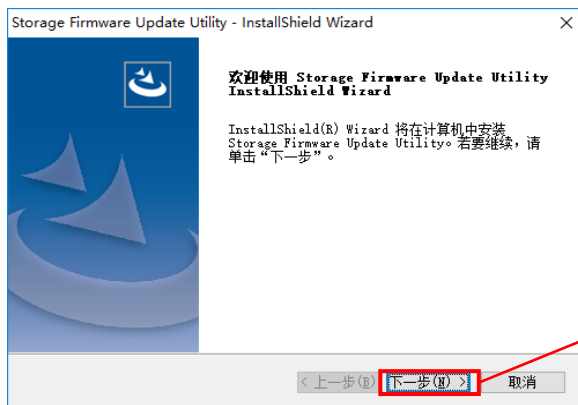 Storage Firmware Update Utility - InstallShield Wizard
欢迎使用 Storage Firmware Update Utility
InstallShield Wizard
InstallShield(R) Wizard 将在计算机中安装
Storage Firmware Update Utility。若要继续，请
单击“下一步”。
< 上一步(B) 下一步(N) > 取消